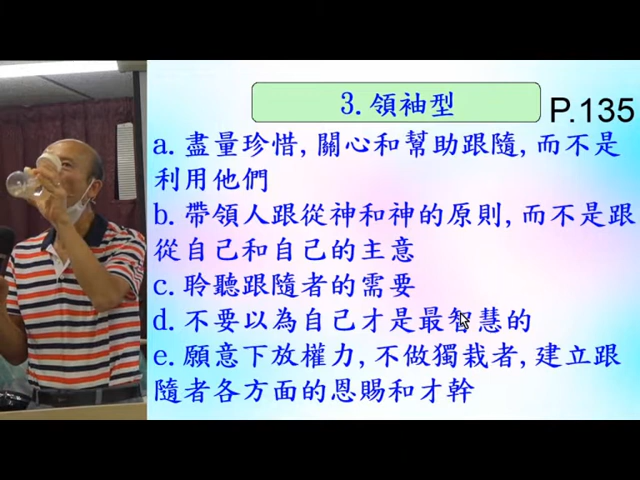 3.領袖型
P.135
a.盡量珍惜,關心和幫助跟隨,而不是
利用他們
b.帶領人跟從神和神的原則,而不是跟
從自己和自己的主意
c.聆聽跟隨者的需要
d.不要以為自己才是最智慧的
e.願意下放權力,不做獨栽者,建立跟
隨者各方面的恩賜和才幹